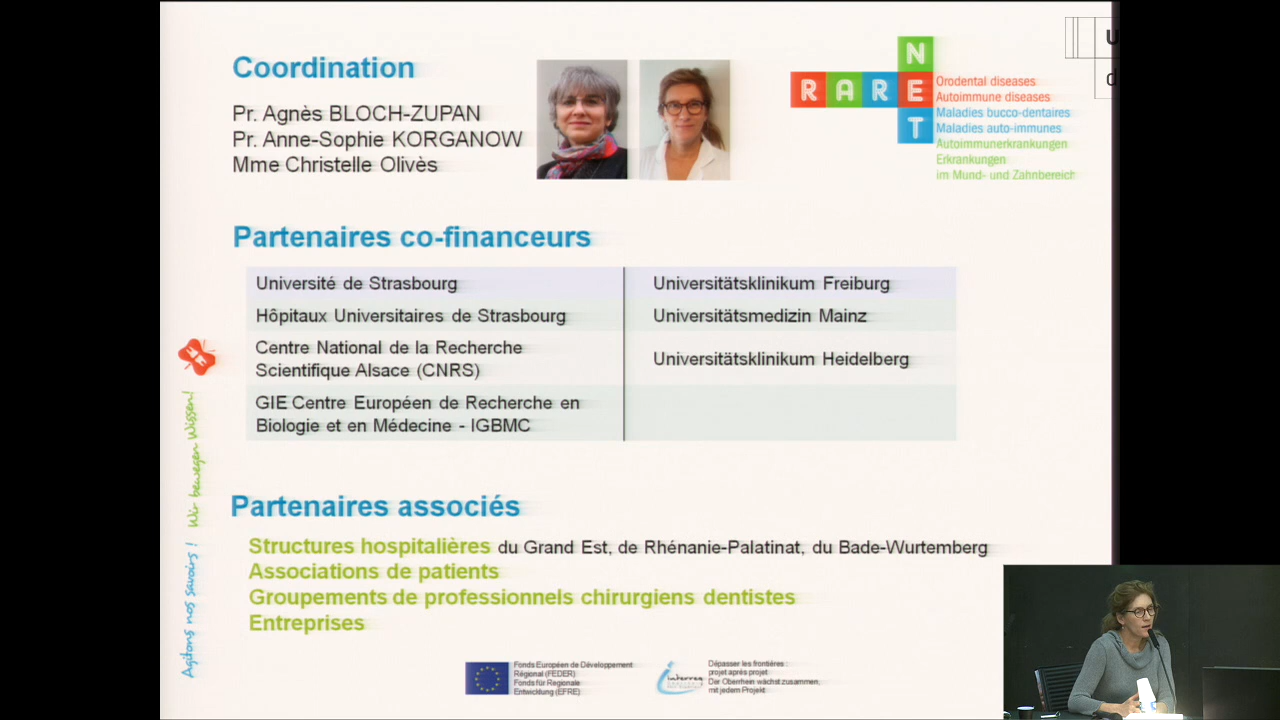 Coordination
Pr. Agnès BLOCH-ZUPAN
Pr. Anne-Sophie KORGANOW
Mme Christelle Olivès
RARE NET
Orodental diseases
Autoimmune diseases
Maladies bucco-dentaires
Maladies auto-immunes
Autoimmunerkrankungen
Erkrankungen
im Mund- und Zahnbereich
Partenaires co-financeurs
Université de Strasbourg
Universitätsklinikum Freiburg
Hôpitaux Universitaires de Strasbourg
Universitätsmedizin Mainz
Centre National de la Recherche
Scientifique Alsace (CNRS)
Universitätsklinikum Heidelberg
GIE Centre Européen de Recherche en
Biologie et en Médecine - IGBMC
Partenaires associés
Structures hospitalières du Grand Est, de Rhénanie-Palatinat, du Bade-Wurtemberg
Associations de patients
Groupements de professionnels chirurgiens dentistes
Entreprises
Agitons nos savoirs ! Wir bewegen Wissen!
Fonds Européen de Développement
Régional (FEDER)
Fonds für Regionale
Entwicklung (EFRE)
interreg
Dépasser les frontières
projet après projet
Der Oberrhein wächst zusammen,
mit jedem Projekt